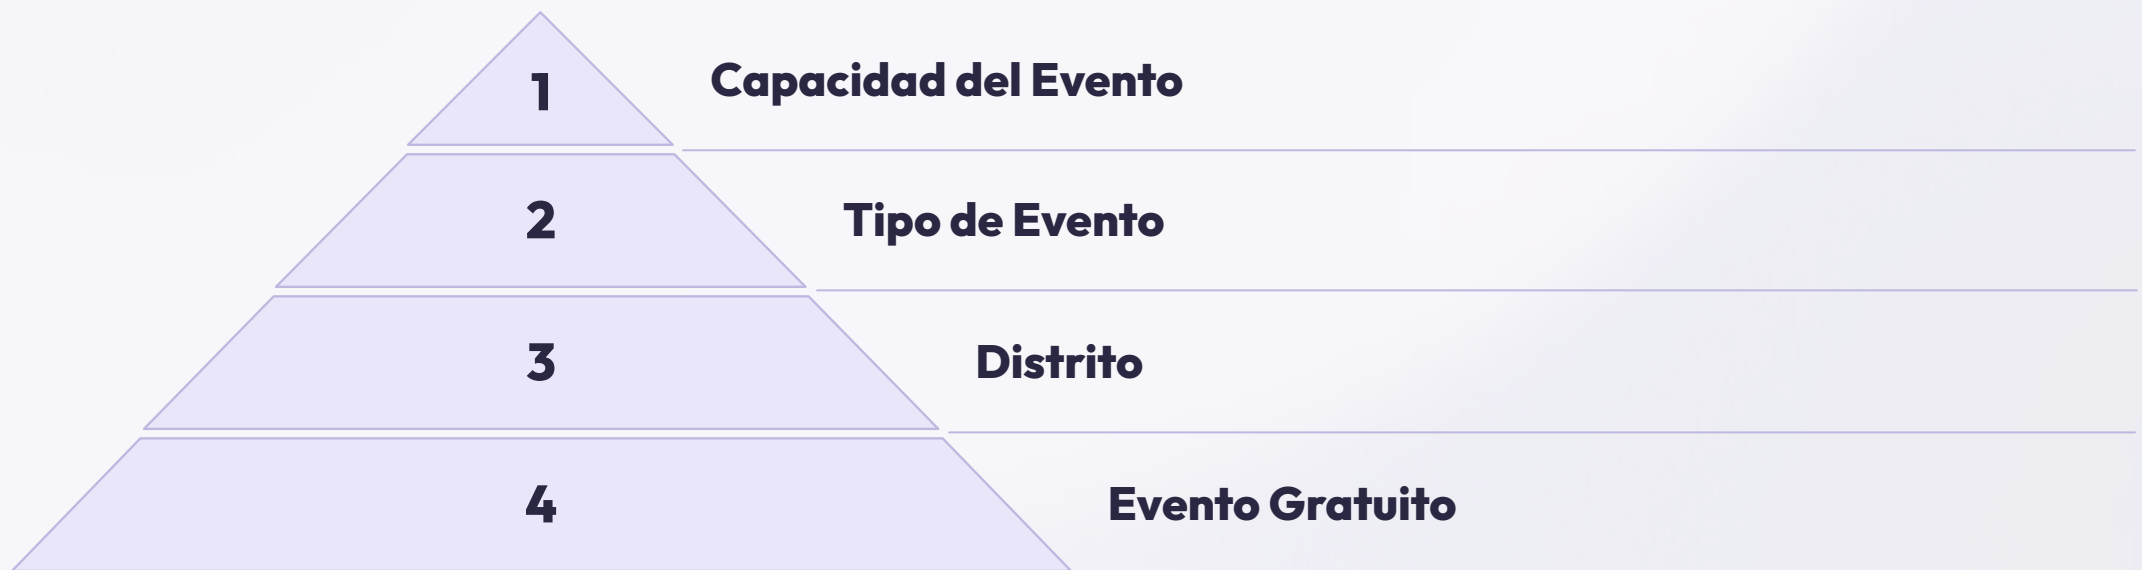 1
Capacidad del Evento
2
Tipo de Evento
3
Distrito
4
Evento Gratuito